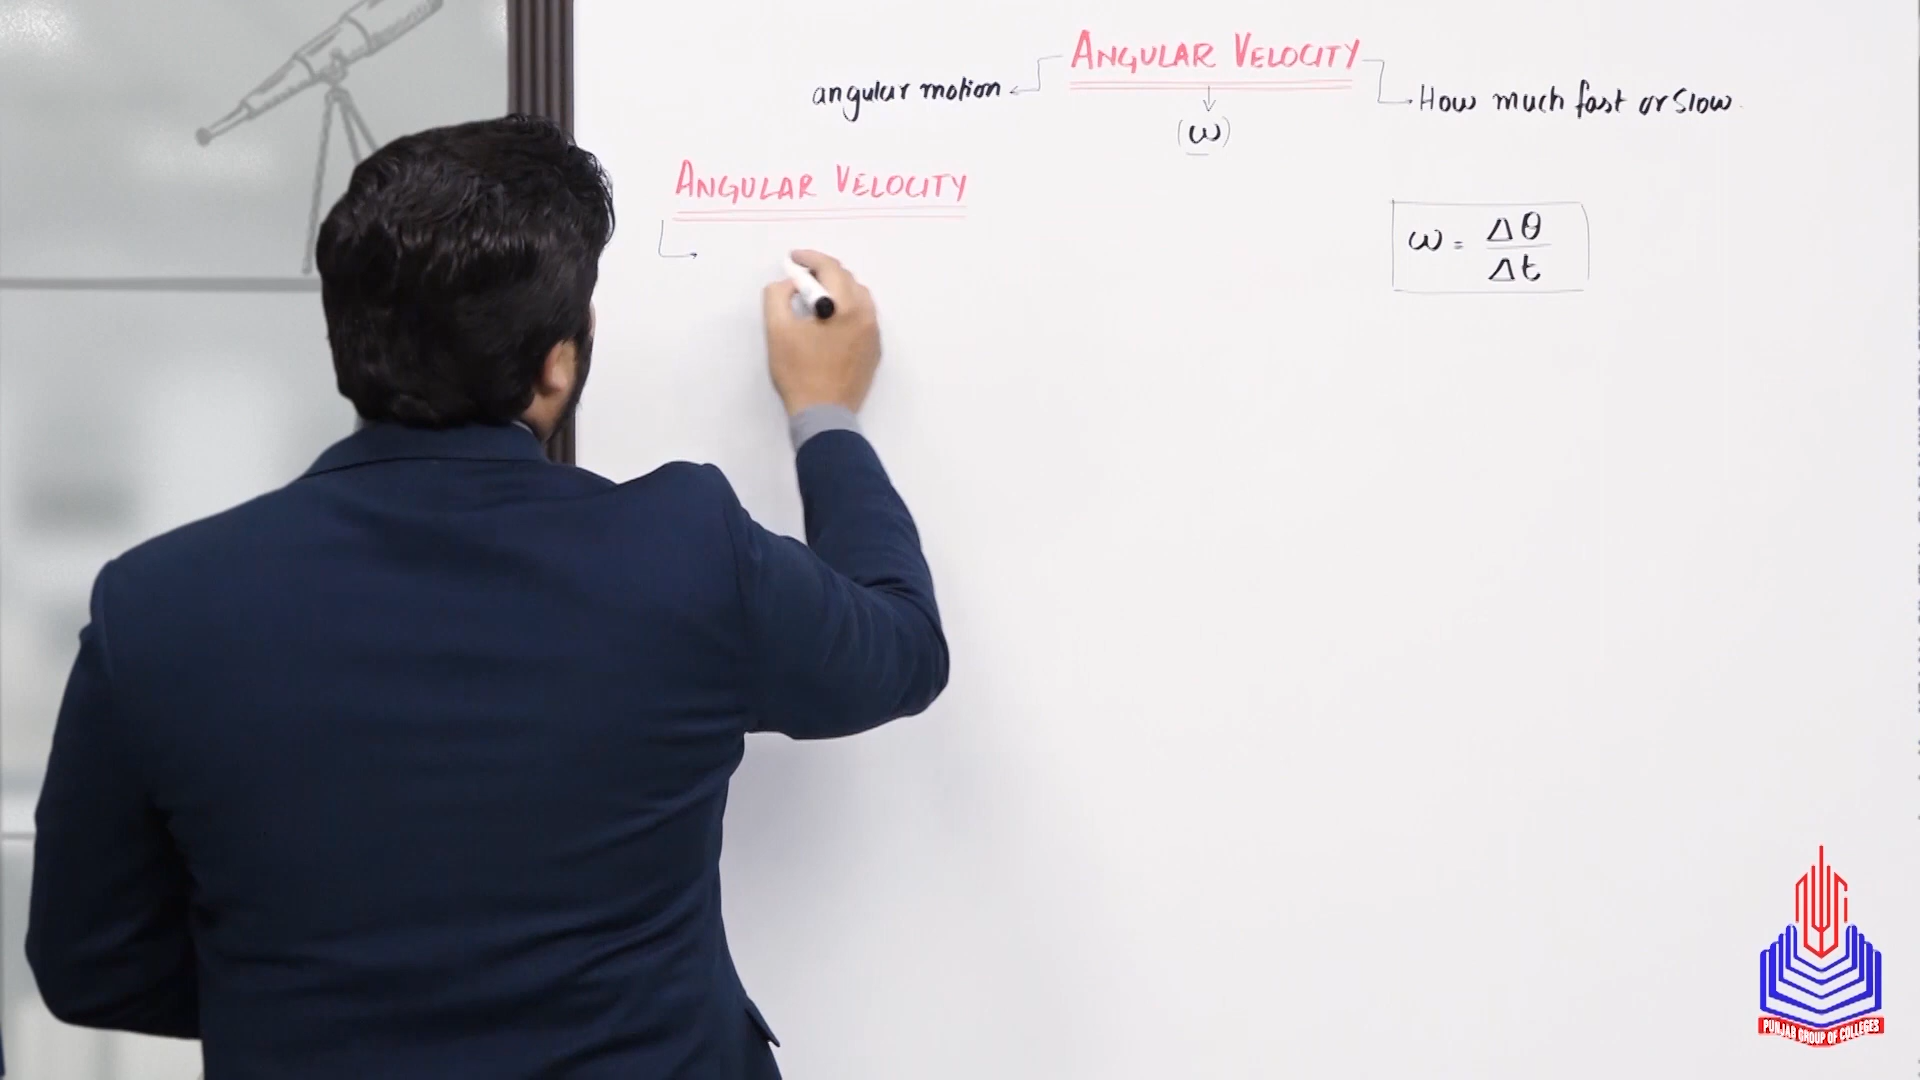 ANGULAR VELOCITY
angular motion
How much fast or Slow.
(ω)
ANGULAR VELOCITY
ω = Δθ / Δt
PUNJAB GROUP OF COLLEGES